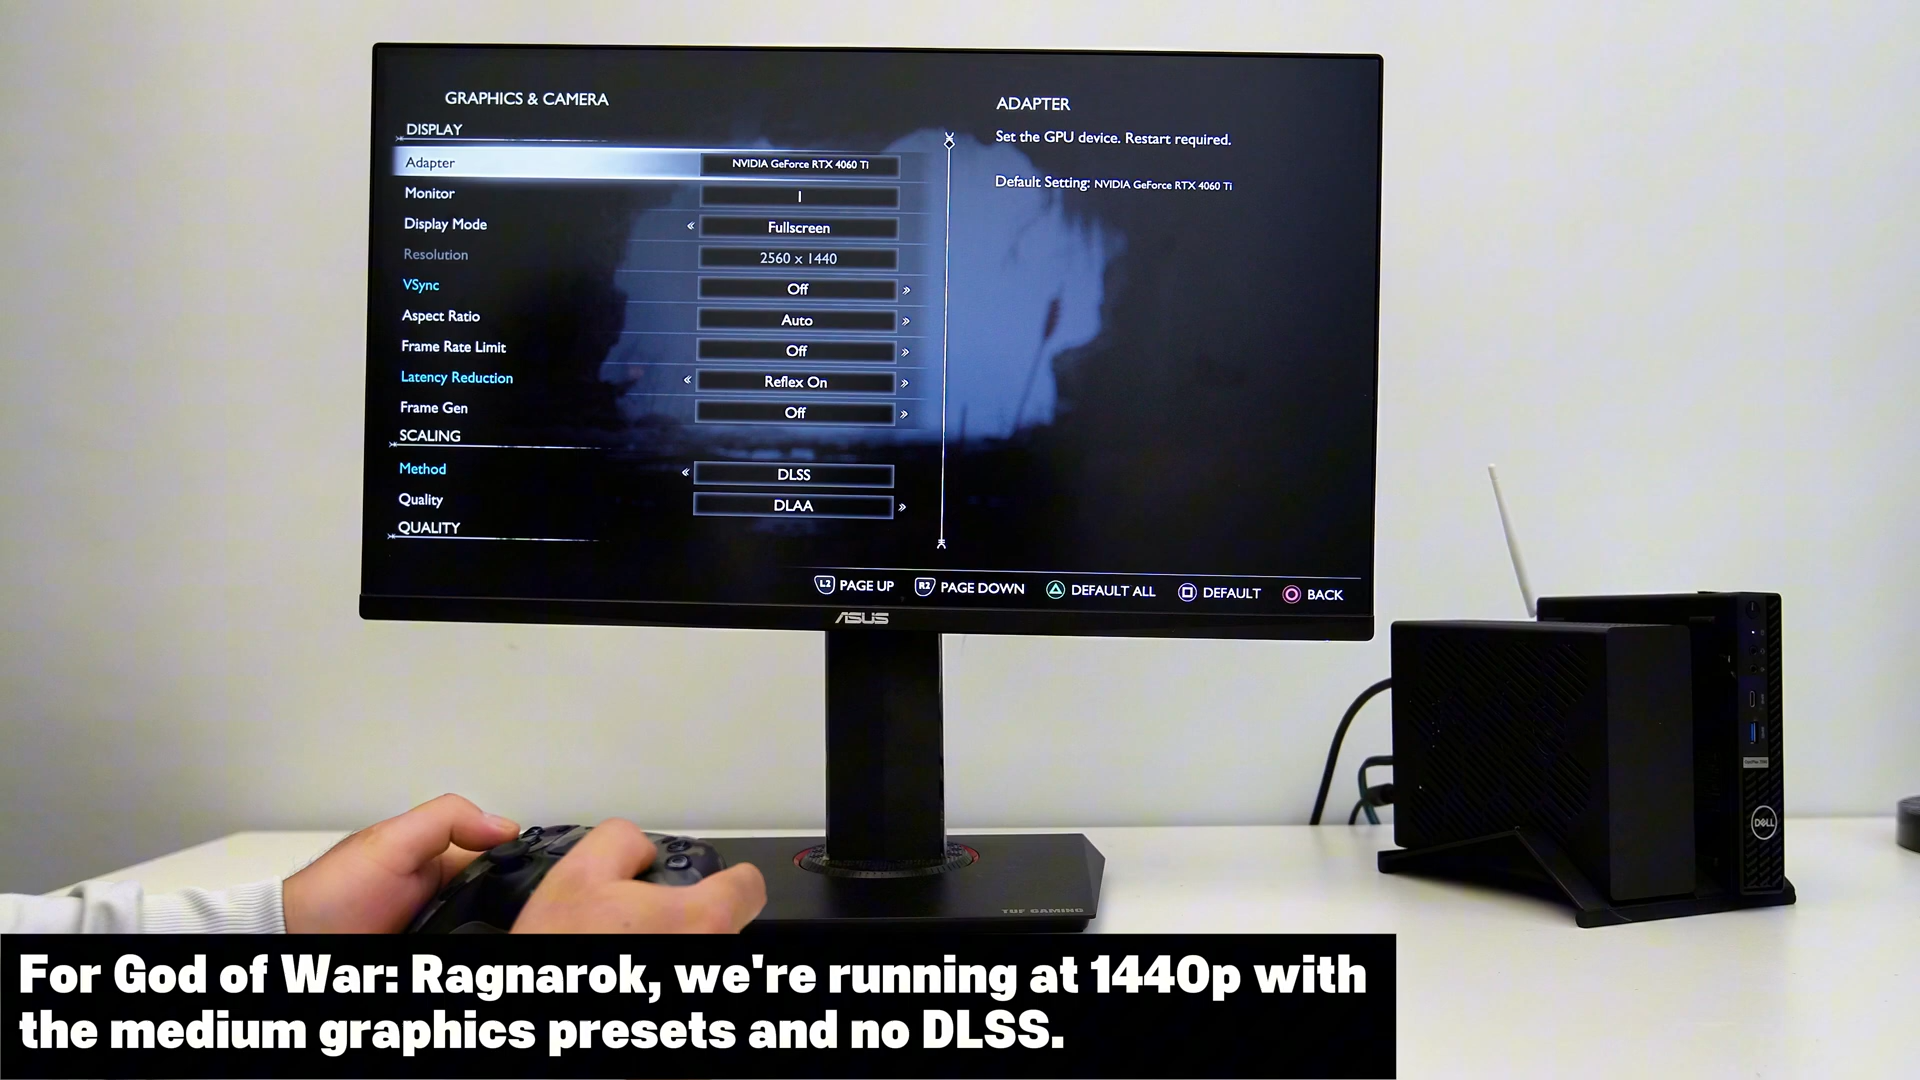 GRAPHICS & CAMERA
DISPLAY
Adapter NVIDIA GeForce RTX 4060 Ti
Monitor 1
Display Mode Fullscreen
Resolution 2560 x 1440
VSync Off
Aspect Ratio Auto
Frame Rate Limit Off
Latency Reduction Reflex On
Frame Gen Off
SCALING
Method DLSS
Quality DLAA
QUALITY
ADAPTER
Set the GPU device. Restart required.
Default Setting: NVIDIA GeForce RTX 4060 Ti
L2 PAGE UP R2 PAGE DOWN DEFAULT ALL DEFAULT BACK
ASUS
TUF GAMING
DELL
For God of War: Ragnarok, we're running at 1440p with
the medium graphics presets and no DLSS.